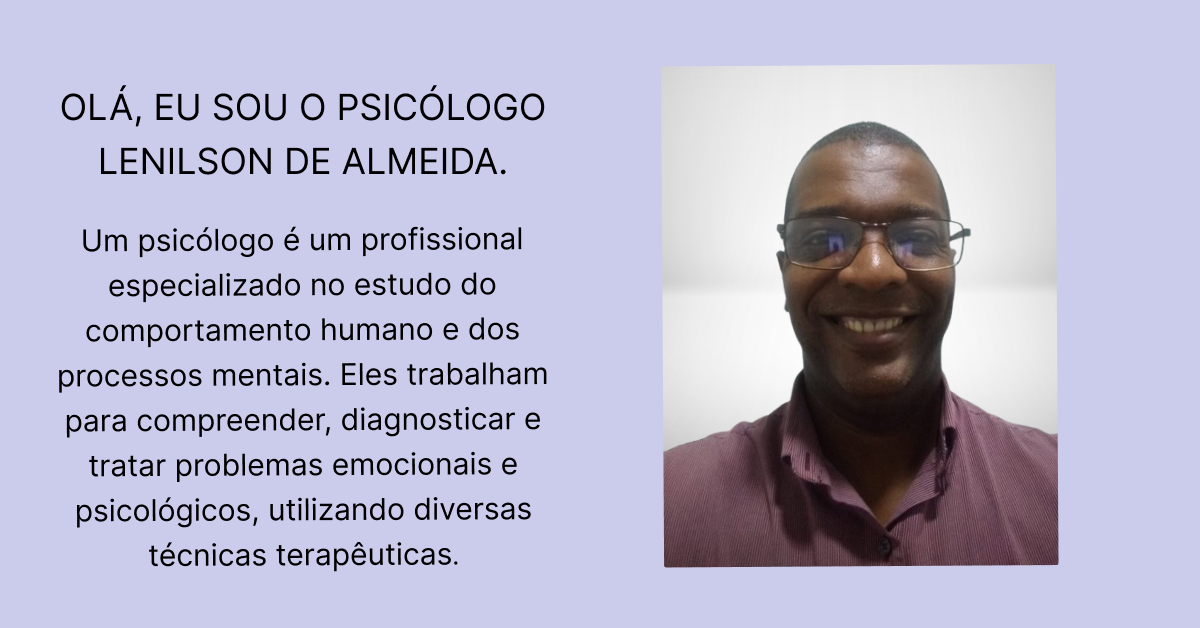 OLÁ, EU SOU O PSICÓLOGO
LENILSON DE ALMEIDA.
Um psicólogo é um profissional
especializado no estudo do
comportamento humano e dos
processos mentais. Eles trabalham
para compreender, diagnosticar e
tratar problemas emocionais e
psicológicos, utilizando diversas
técnicas terapêuticas.